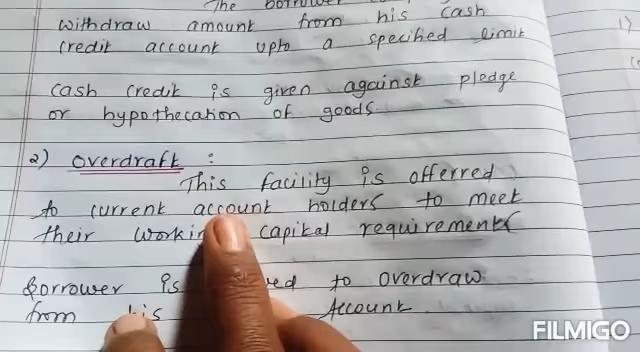 The borrower
withdraw amount from his cash
credit account upto a specified limit
cash credit is given against pledge
or hypothecation of goods
2) Overdraft :
This facility is offerred
to current account holders to meet
their capital requirements
Borrower is to overdraw
from Account.
1)
FILMIGO